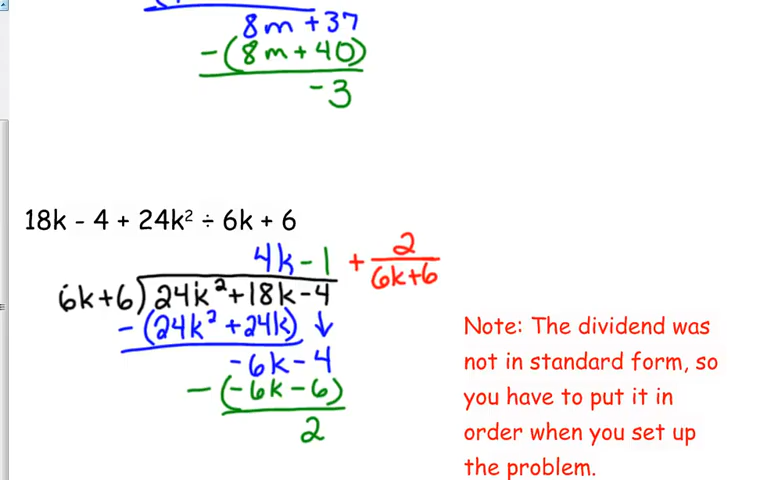 8m + 37
- (8m + 40)
- 3
18k - 4 + 24k² ÷ 6k + 6
4k - 1 + 2/(6k+6)
6k + 6 ) 24k² + 18k - 4
- (24k² + 24k) ↓
- 6k - 4
- (- 6k - 6)
2
Note: The dividend was
not in standard form, so
you have to put it in
order when you set up
the problem.